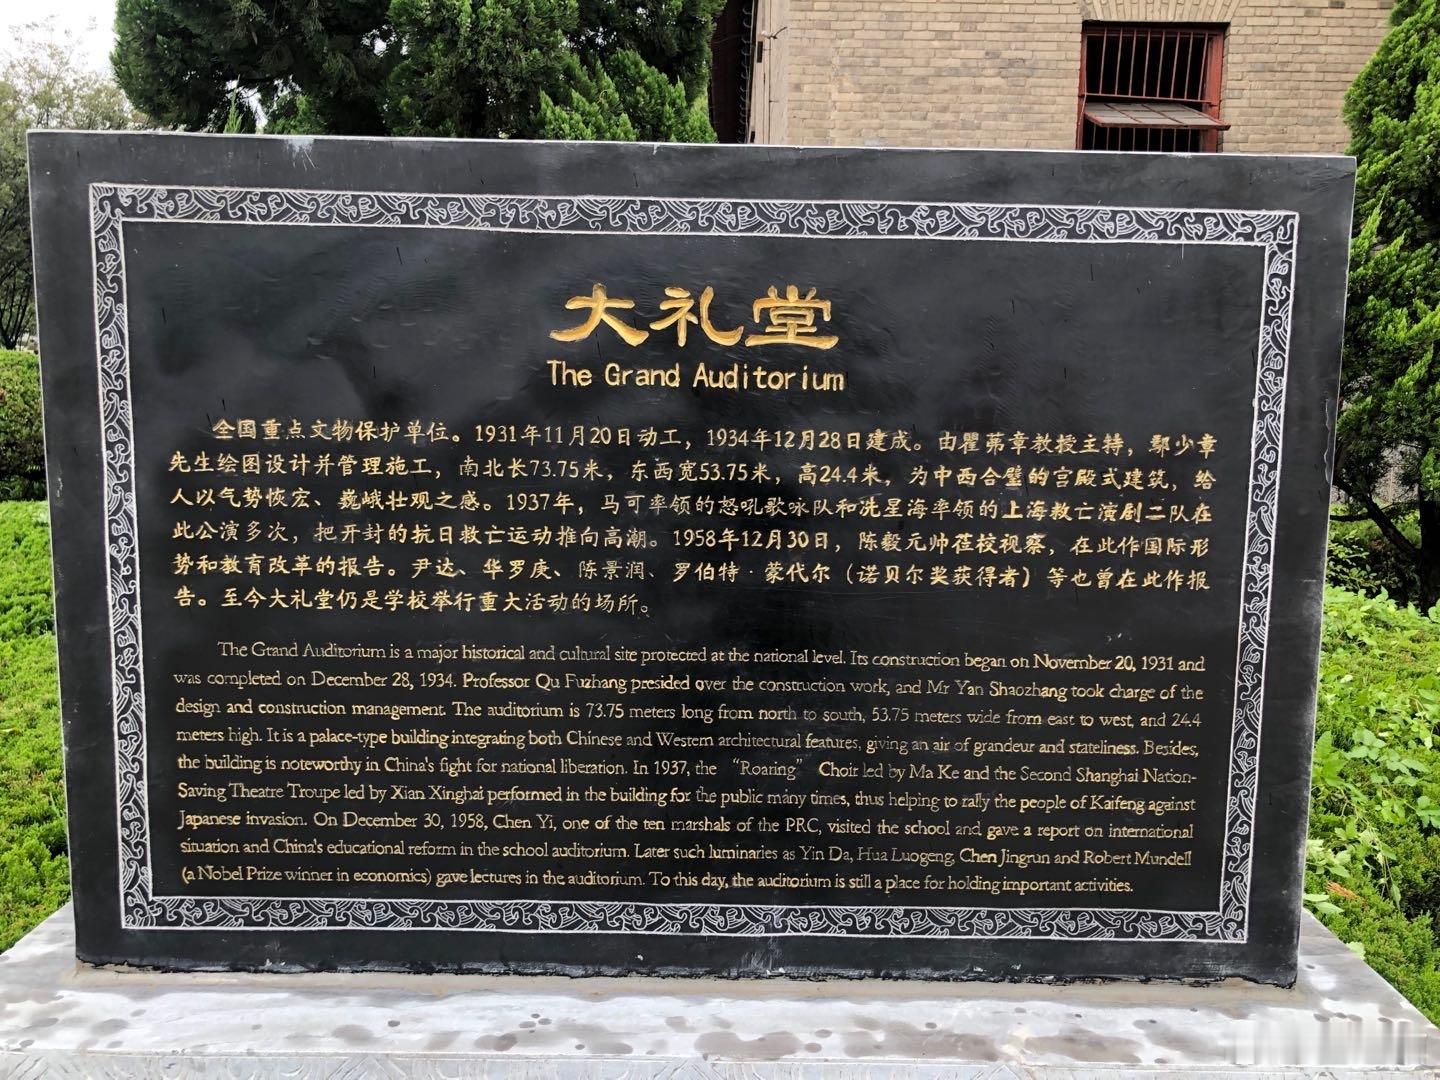 大礼堂
The Grand Auditorium
全国重点文物保护单位。1931年11月20日动工，1934年12月28日建成。由瞿茀章教授主特，鄢少章
先生绘图设计并管理施工，南北长73.75米，东西宽53.75米，高24.4米，为中西合璧的宫殿式建筑，给
人以气势恢宏、巍峨壮观之感。1937年，马可率领的怒吼歌咏队和冼星海率领的上海救亡演剧二队在
此公演多次，把开封的抗日救亡运动推向高潮。1958年12月30日，陈毅元帅莅校视察，在此作国际形
势和教育改革的报告。尹达、华罗庚、陈景润、罗伯特·蒙代尔（诺贝尔奖获得者）等也曾在此作报
告。至今大礼堂仍是学校举行重大活动的场所。
The Grand Auditorium is a major historical and cultural site protected at the national level. Its construction began on November 20, 1931 and
was completed on December 28, 1934. Professor Qu Fuzhang presided over the construction work, and Mr Yan Shaozhang took charge of the
design and construction management. The auditorium is 73.75 meters long from north to south, 53.75 meters wide from east to west, and 24.4
meters high. It is a palace-type building integrating both Chinese and Western architectural features, giving an air of grandeur and stateliness. Besides,
the building is noteworthy in China's fight for national liberation. In 1937, the “Roaring” Choir led by Ma Ke and the Second Shanghai Nation-
Saving Theatre Troupe led by Xian Xinghai performed in the building for the public many times, thus helping to rally the people of Kaifeng against
Japanese invasion. On December 30, 1958, Chen Yi, one of the ten marshals of the PRC, visited the school and gave a report on international
situation and China's educational reform in the school auditorium. Later such luminaries as Yin Da, Hua Luogeng, Chen Jingrun and Robert Mundell
(a Nobel Prize winner in economics) gave lectures in the auditorium. To this day, the auditorium is still a place for holding important activities.